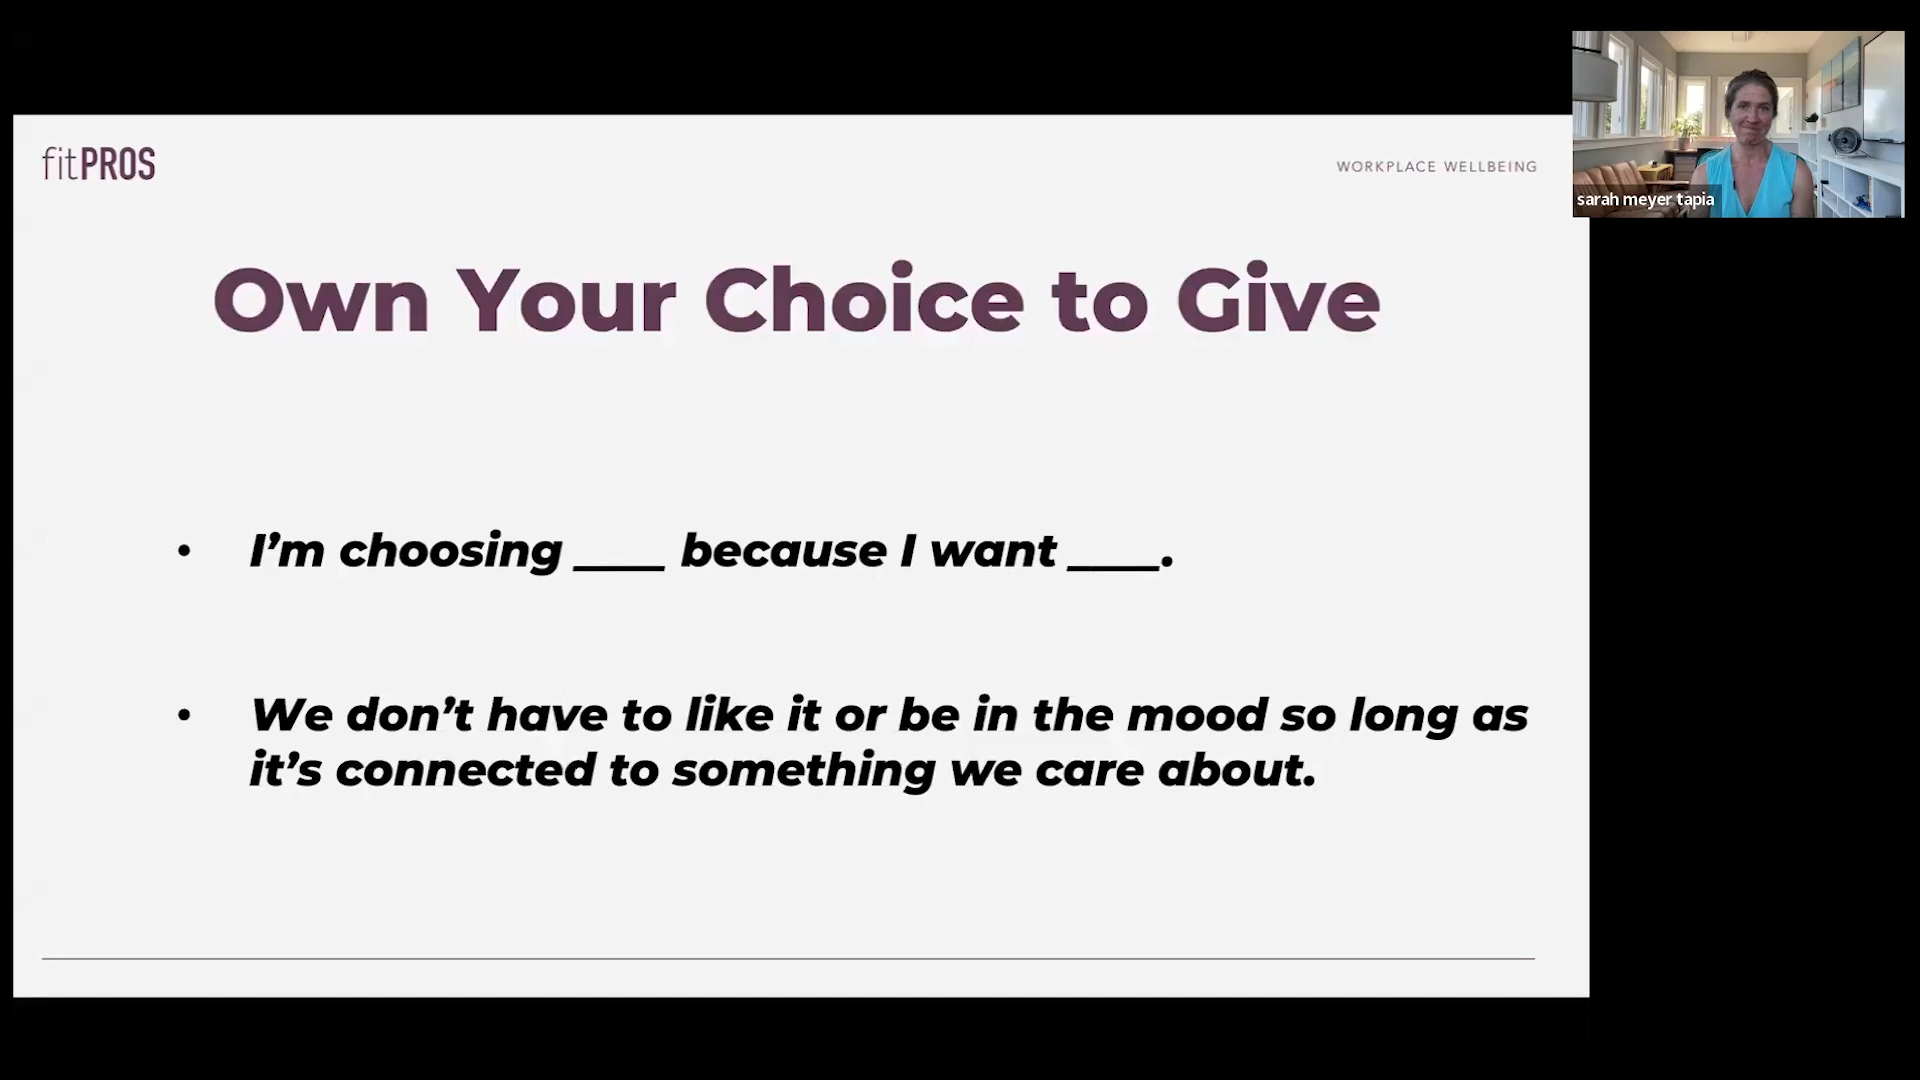 fitPROS
WORKPLACE WELLBEING
sarah meyer tapia
Own Your Choice to Give
• I’m choosing ____ because I want ____.
• We don’t have to like it or be in the mood so long as
it’s connected to something we care about.